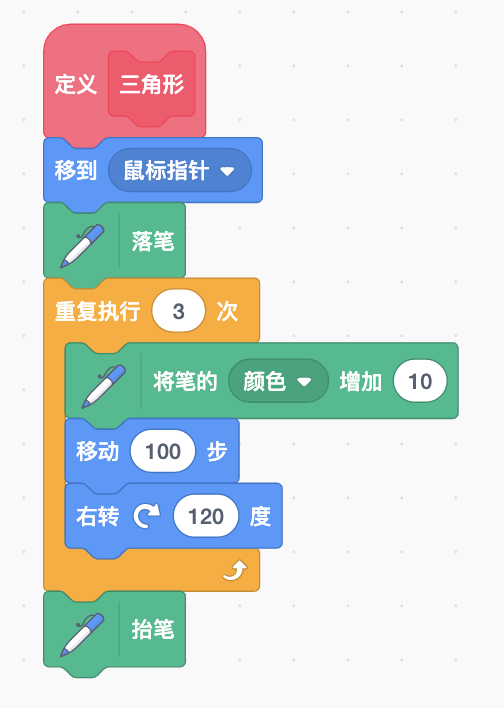 定义 三角形
移到 鼠标指针
落笔
重复执行 3 次
将笔的 颜色 增加 10
移动 100 步
右转 120 度
抬笔